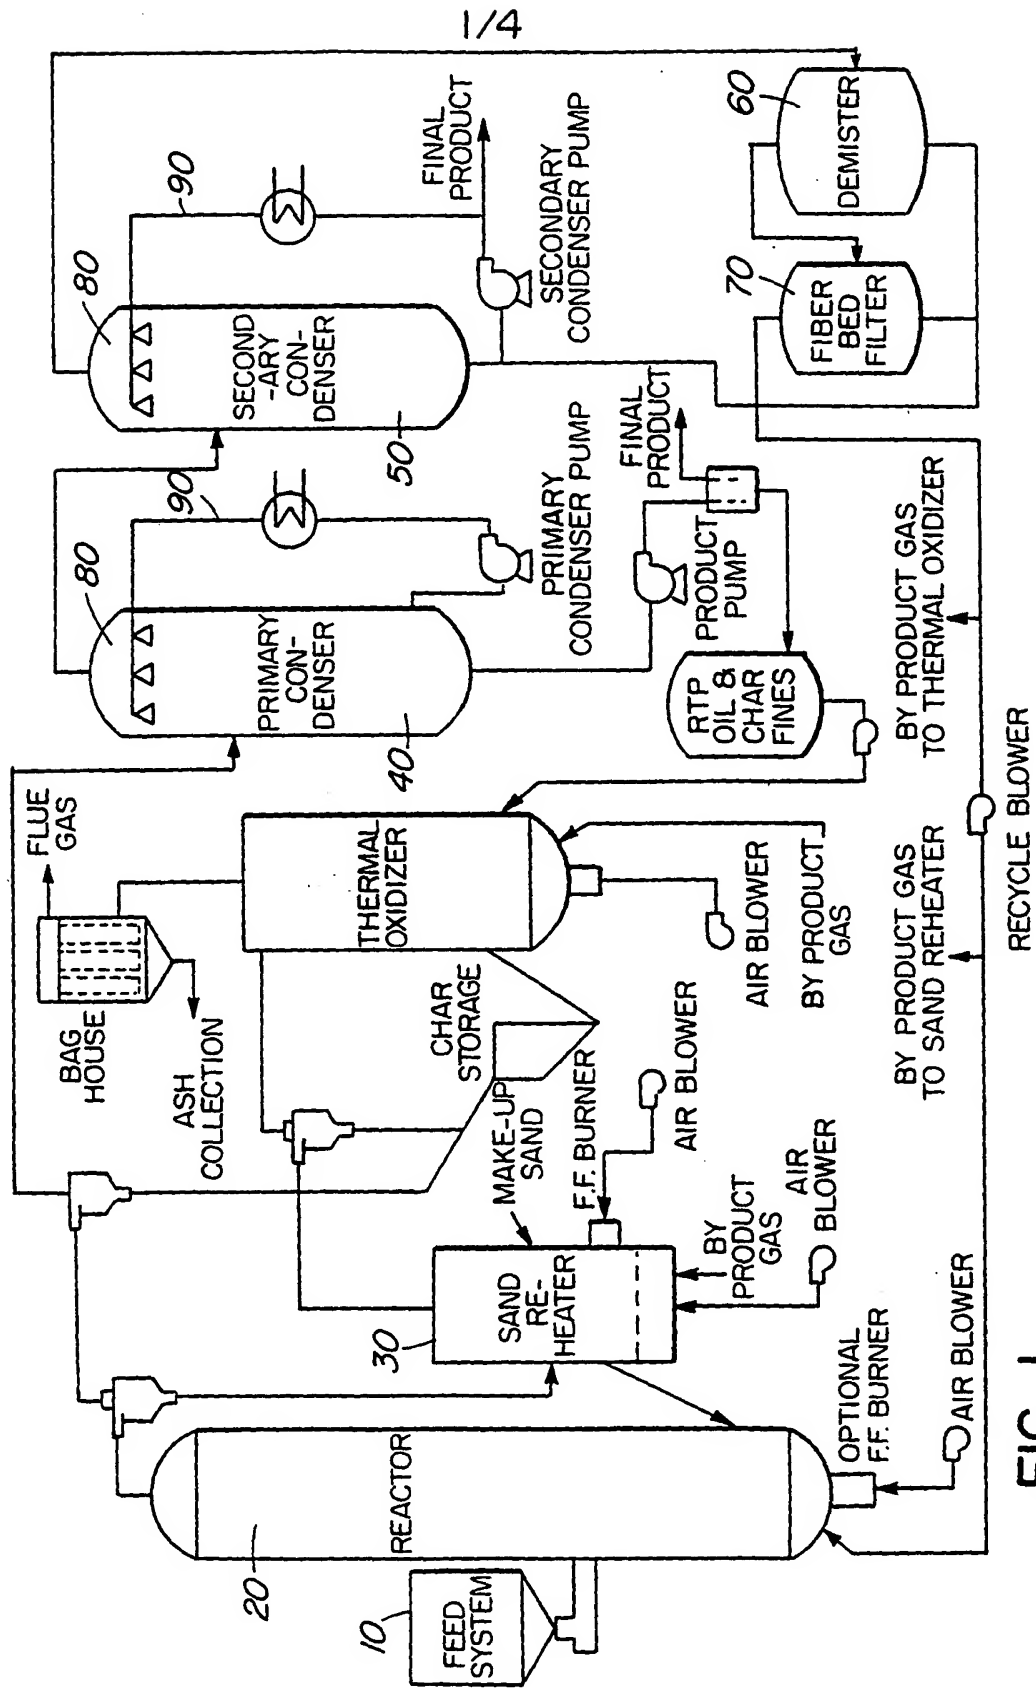 1/4
10
FEED
SYSTEM
20
REACTOR
OPTIONAL
F.F. BURNER
AIR BLOWER
30
SAND
RE-
HEATER
MAKE-UP
SAND
F.F. BURNER
AIR BLOWER
BY
PRODUCT
GAS
AIR
BLOWER
CHAR
STORAGE
BAG
HOUSE
FLUE
GAS
ASH
COLLECTION
THERMAL
OXIDIZER
AIR BLOWER
BY PRODUCT
GAS
BY PRODUCT GAS
TO SAND REHEATER
RECYCLE BLOWER
BY PRODUCT GAS
TO THERMAL OXIDIZER
40
80
PRIMARY
CON-
DENSER
90
PRIMARY
CONDENSER PUMP
PRODUCT
PUMP
FINAL
PRODUCT
RTP
OIL &
CHAR
FINES
50
80
SECOND
-ARY
CON-
DENSER
90
FINAL
PRODUCT
SECONDARY
CONDENSER PUMP
60
DEMISTER
70
FIBER
BED
FILTER